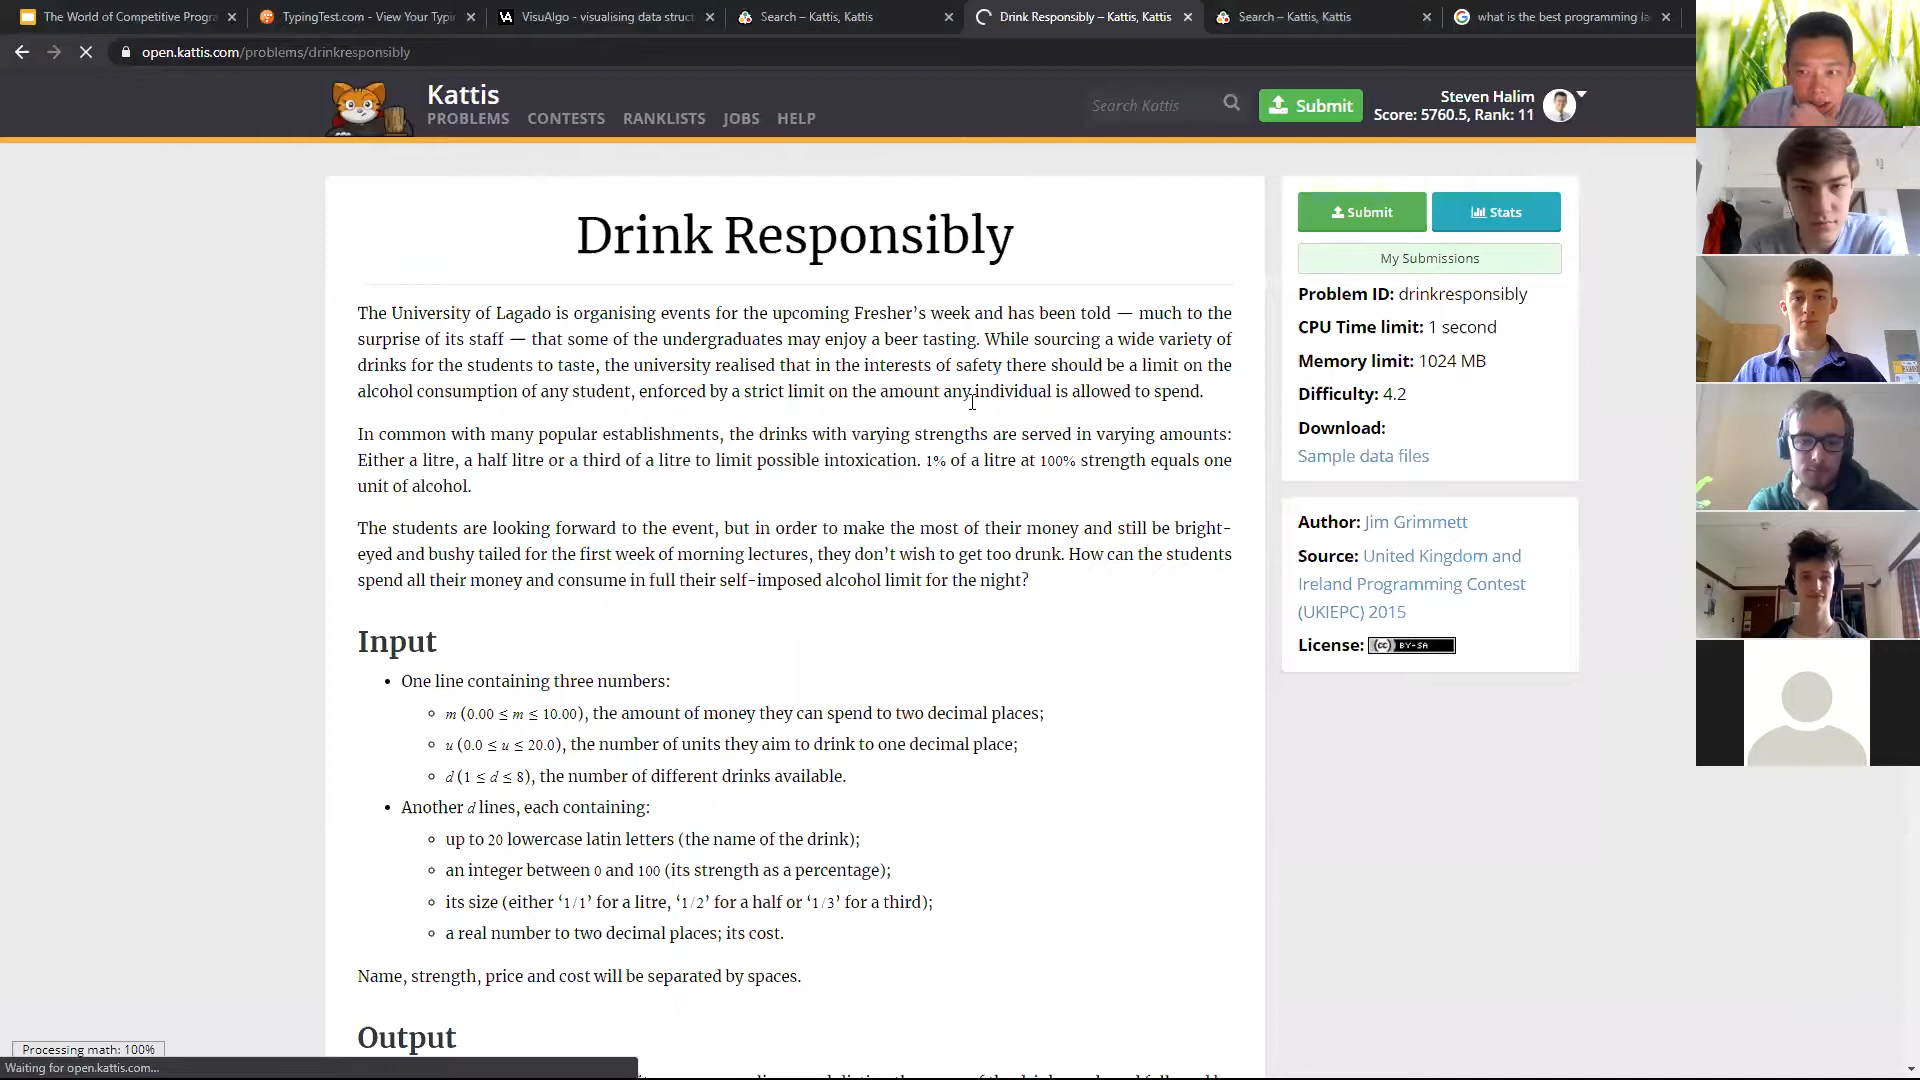 The World of Competitive Progra
TypingTest.com - View Your Typi
VisuAlgo - visualising data struct
Search – Kattis, Kattis
Drink Responsibly – Kattis, Kattis
Search – Kattis, Kattis
what is the best programming la
open.kattis.com/problems/drinkresponsibly
Kattis
PROBLEMS CONTESTS RANKLISTS JOBS HELP
Search Kattis
Submit
Steven Halim
Score: 5760.5, Rank: 11
Drink Responsibly
The University of Lagado is organising events for the upcoming Fresher’s week and has been told — much to the
surprise of its staff — that some of the undergraduates may enjoy a beer tasting. While sourcing a wide variety of
drinks for the students to taste, the university realised that in the interests of safety there should be a limit on the
alcohol consumption of any student, enforced by a strict limit on the amount any individual is allowed to spend.
In common with many popular establishments, the drinks with varying strengths are served in varying amounts:
Either a litre, a half litre or a third of a litre to limit possible intoxication. 1% of a litre at 100% strength equals one
unit of alcohol.
The students are looking forward to the event, but in order to make the most of their money and still be bright-
eyed and bushy tailed for the first week of morning lectures, they don’t wish to get too drunk. How can the students
spend all their money and consume in full their self-imposed alcohol limit for the night?
Input
• One line containing three numbers:
◦ m (0.00 ≤ m ≤ 10.00), the amount of money they can spend to two decimal places;
◦ u (0.0 ≤ u ≤ 20.0), the number of units they aim to drink to one decimal place;
◦ d (1 ≤ d ≤ 8), the number of different drinks available.
• Another d lines, each containing:
◦ up to 20 lowercase latin letters (the name of the drink);
◦ an integer between 0 and 100 (its strength as a percentage);
◦ its size (either ‘1/1’ for a litre, ‘1/2’ for a half or ‘1/3’ for a third);
◦ a real number to two decimal places; its cost.
Name, strength, price and cost will be separated by spaces.
Output
Submit
Stats
My Submissions
Problem ID: drinkresponsibly
CPU Time limit: 1 second
Memory limit: 1024 MB
Difficulty: 4.2
Download:
Sample data files
Author: Jim Grimmett
Source: United Kingdom and
Ireland Programming Contest
(UKIEPC) 2015
License: CC BY-SA
Processing math: 100%
Waiting for open.kattis.com...